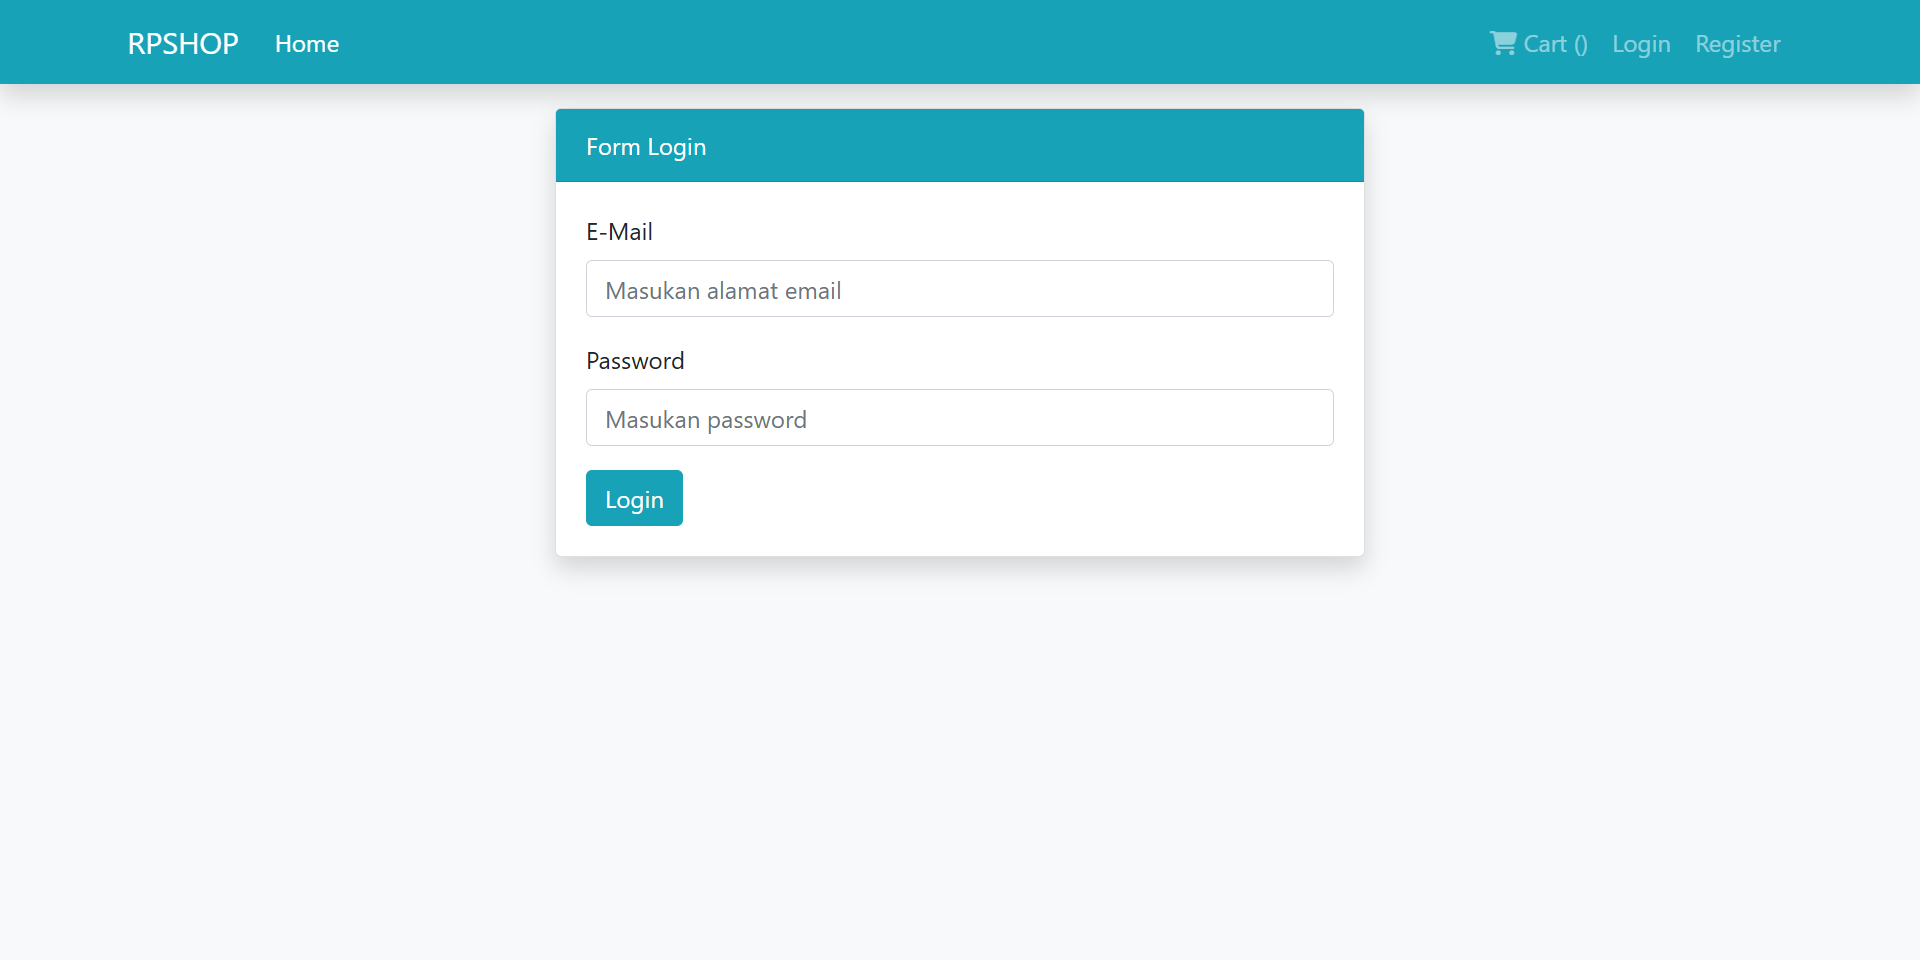 RPSHOP Home Cart () Login Register
Form Login
E-Mail
Masukan alamat email
Password
Masukan password
Login